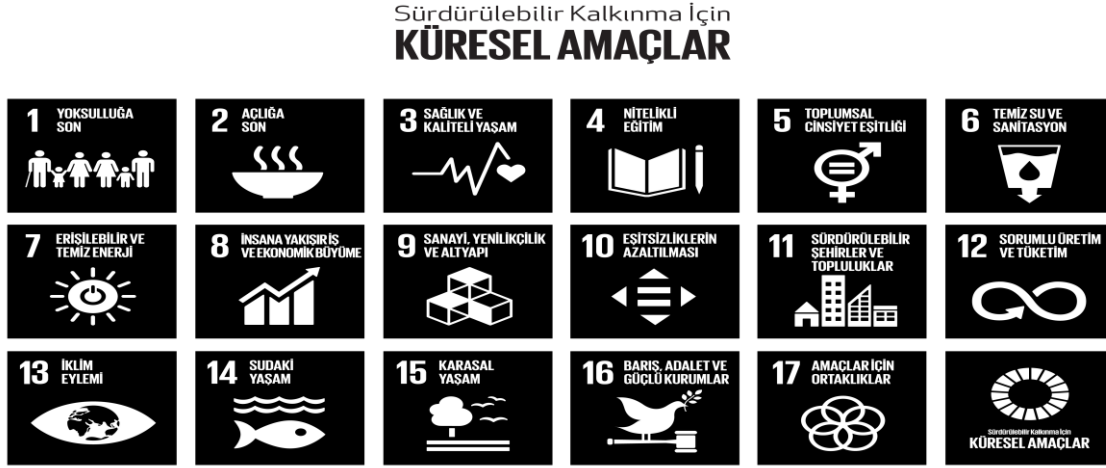 Sürdürülebilir Kalkınma İçin
KÜRESEL AMAÇLAR
1 YOKSULLUĞA
SON
2 AÇLIĞA
SON
3 SAĞLIK VE
KALİTELİ YAŞAM
4 NİTELİKLİ
EĞİTİM
5 TOPLUMSAL
CİNSİYET EŞİTLİĞİ
6 TEMİZ SU VE
SANİTASYON
7 ERİŞİLEBİLİR VE
TEMİZ ENERJİ
8 İNSANA YAKIŞIR İŞ
VE EKONOMİK BÜYÜME
9 SANAYİ, YENİLİKÇİLİK
VE ALTYAPI
10 EŞİTSİZLİKLERİN
AZALTILMASI
11 SÜRDÜRÜLEBİLİR
ŞEHİRLER VE
TOPLULUKLAR
12 SORUMLU ÜRETİM
VE TÜKETİM
13 İKLİM
EYLEMİ
14 SUDAKİ
YAŞAM
15 KARASAL
YAŞAM
16 BARIŞ, ADALET VE
GÜÇLÜ KURUMLAR
17 AMAÇLAR İÇİN
ORTAKLIKLAR
Sürdürülebilir Kalkınma İçin
KÜRESEL AMAÇLAR